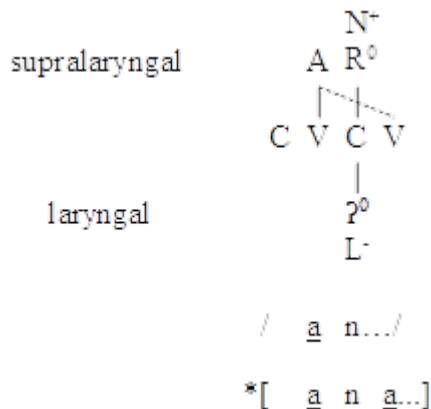 N⁺
supralaryngal A R⁰
C V C V
laryngal ʔ⁰
L⁻
/ a̲ n…/
*[ a̲ n a̲...]